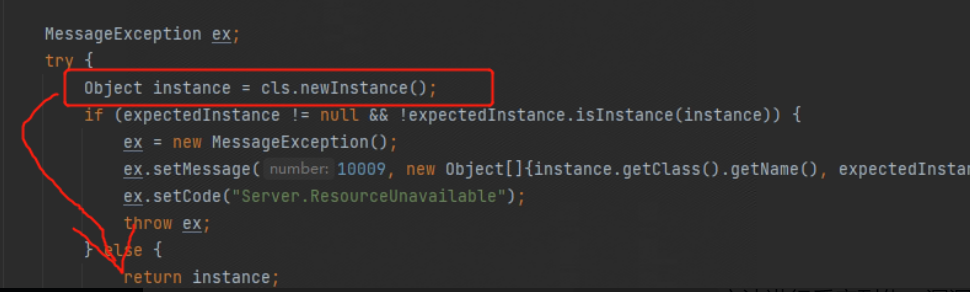 MessageException ex;
try {
Object instance = cls.newInstance();
if (expectedInstance != null && !expectedInstance.isInstance(instance)) {
ex = new MessageException();
ex.setMessage( number: 10009, new Object[]{instance.getClass().getName(), expectedInstan
ex.setCode("Server.ResourceUnavailable");
throw ex;
} else {
return instance;